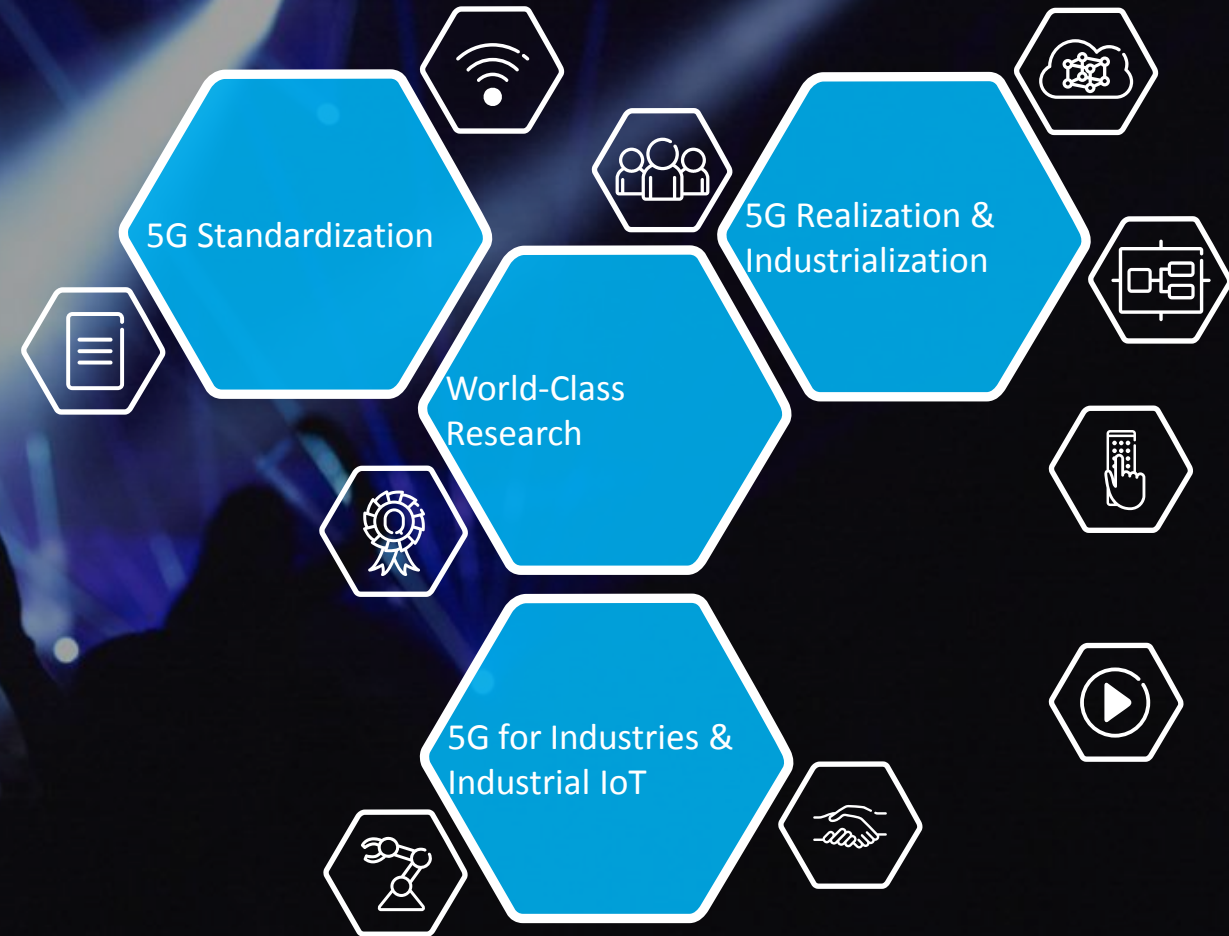 5G Standardization
5G Realization &
Industrialization
World-Class
Research
5G for Industries &
Industrial IoT